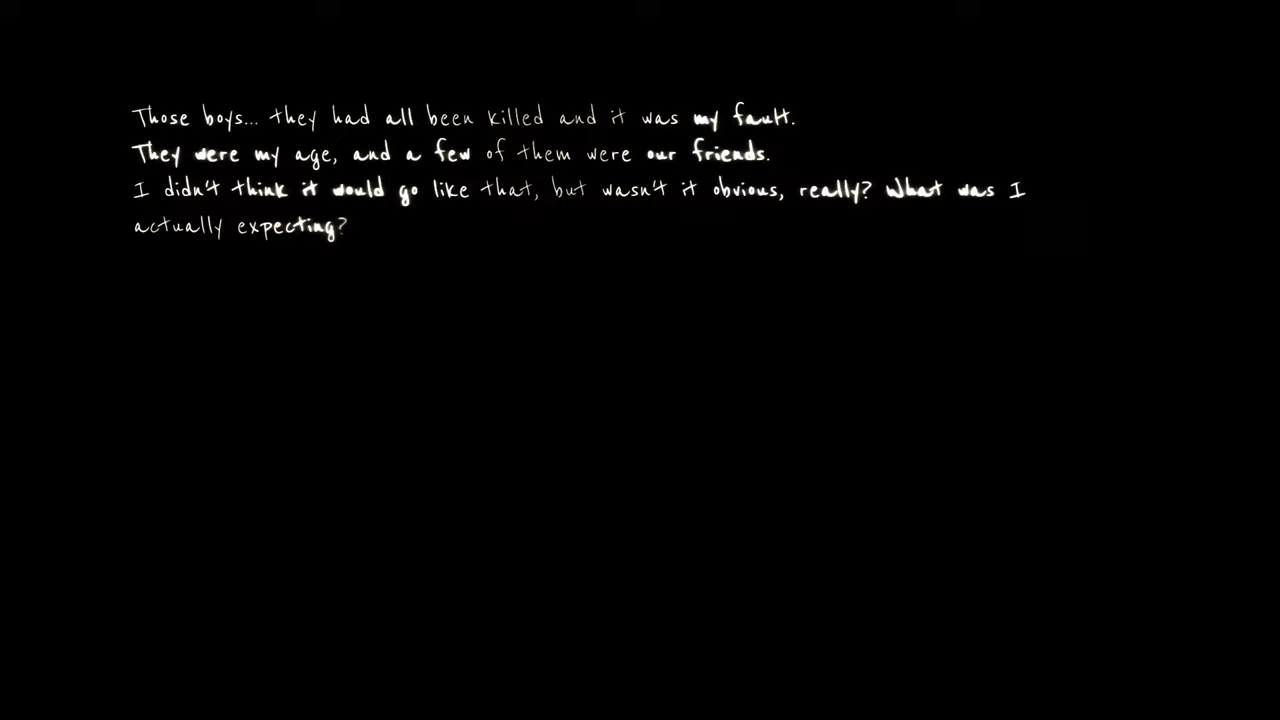 Those boys... they had all been killed and it was my fault.
They were my age, and a few of them were our friends.
I didn't think it would go like that, but wasn't it obvious, really? What was I
actually expecting?